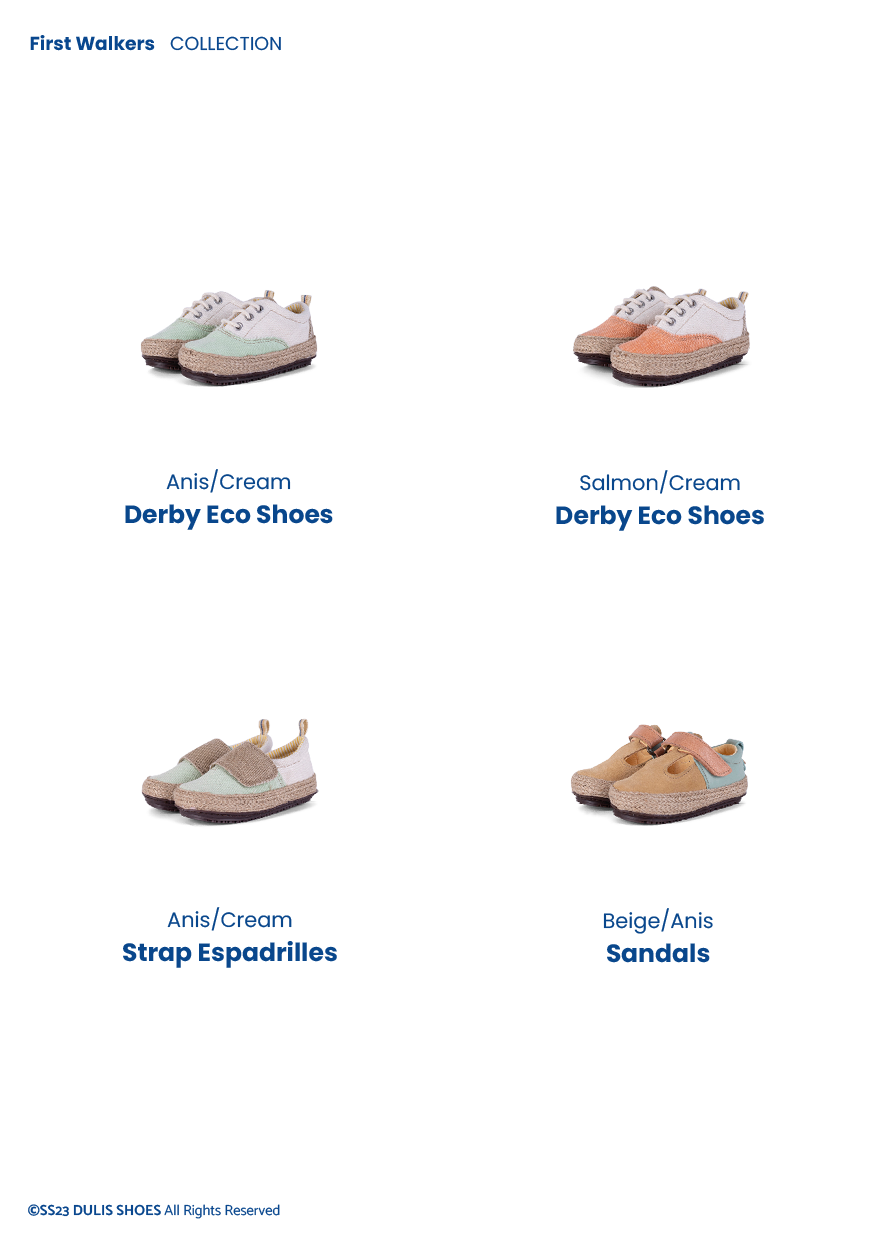 First Walkers COLLECTION
Anis/Cream
Derby Eco Shoes
Salmon/Cream
Derby Eco Shoes
Anis/Cream
Strap Espadrilles
Beige/Anis
Sandals
©SS23 DULIS SHOES All Rights Reserved